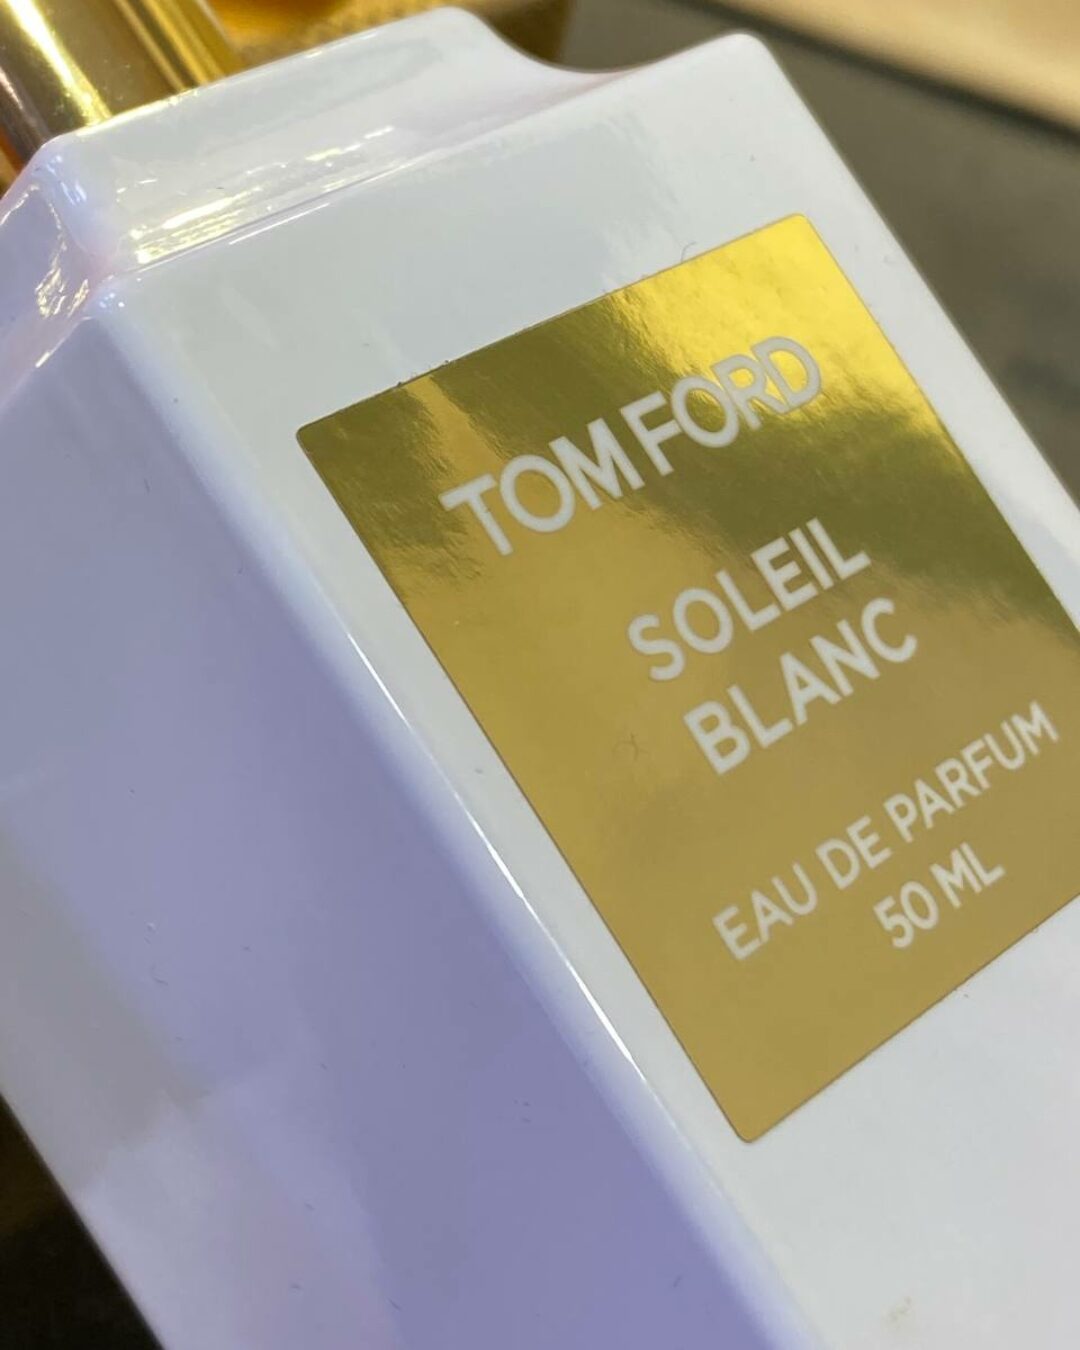 TOM FORD
SOLEIL
BLANC
EAU DE PARFUM
50 ML